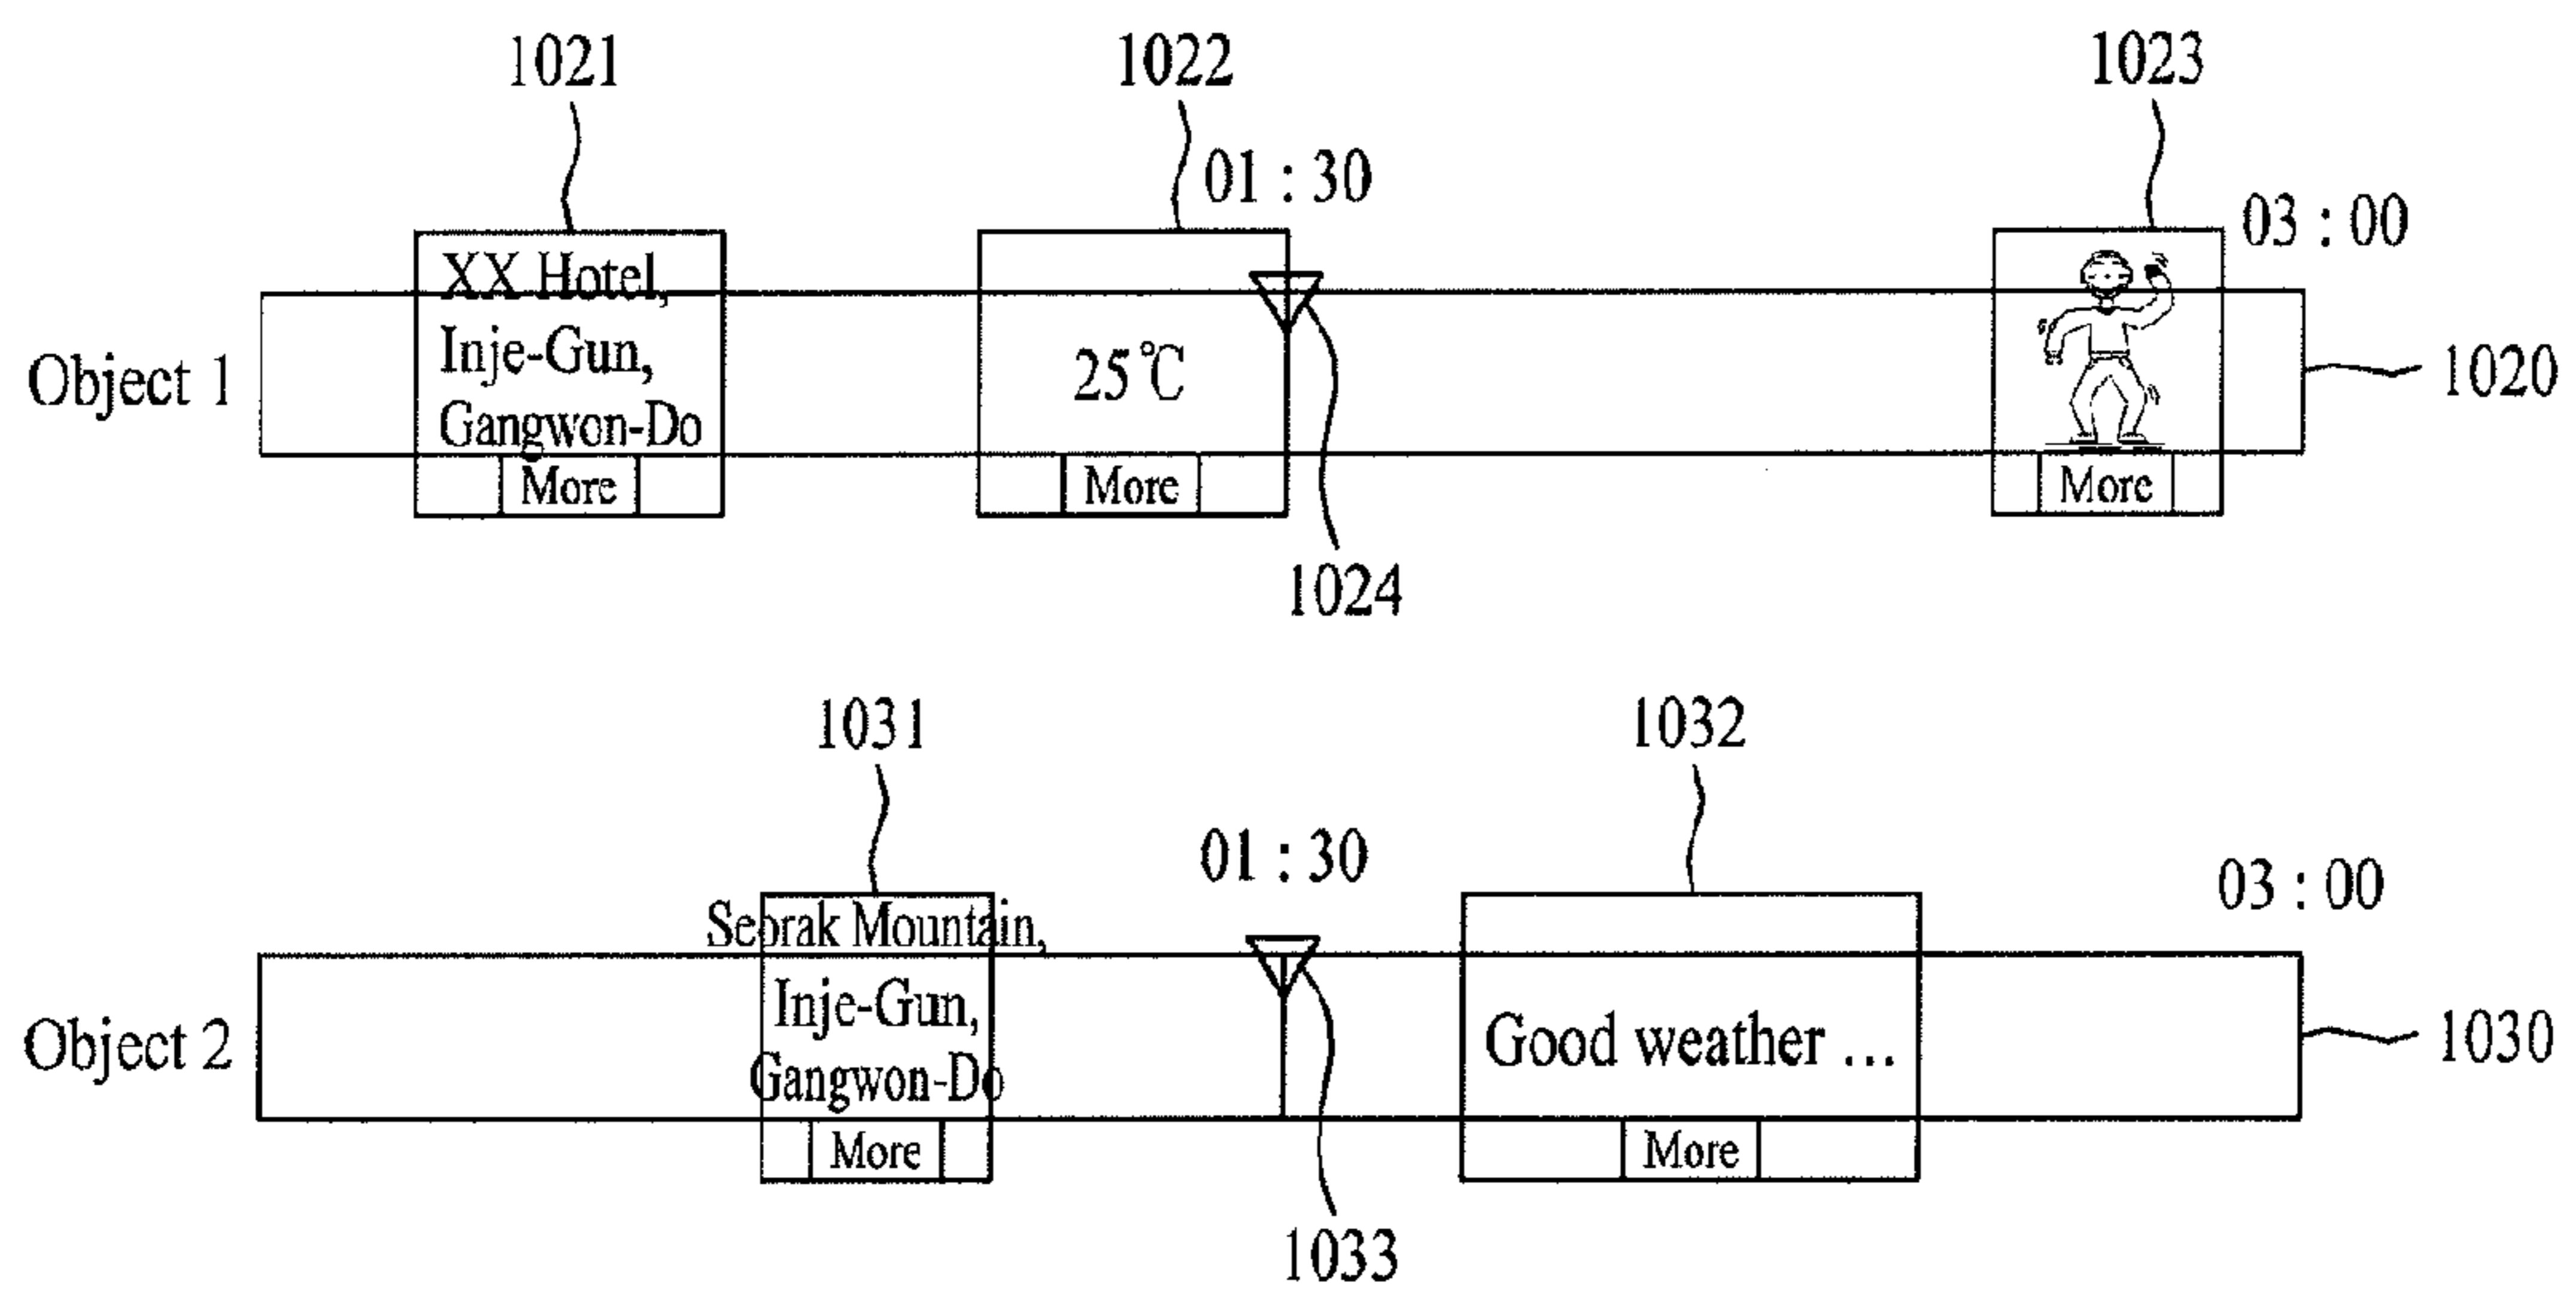 1021
1022
1023
01 : 30
03 : 00
XX Hotel,
Inje-Gun,
Gangwon-Do
More
25℃
More
More
Object 1
1020
1024
1031
1032
01 : 30
03 : 00
Seorak Mountain,
Inje-Gun,
Gangwon-Do
More
Good weather ...
More
Object 2
1030
1033